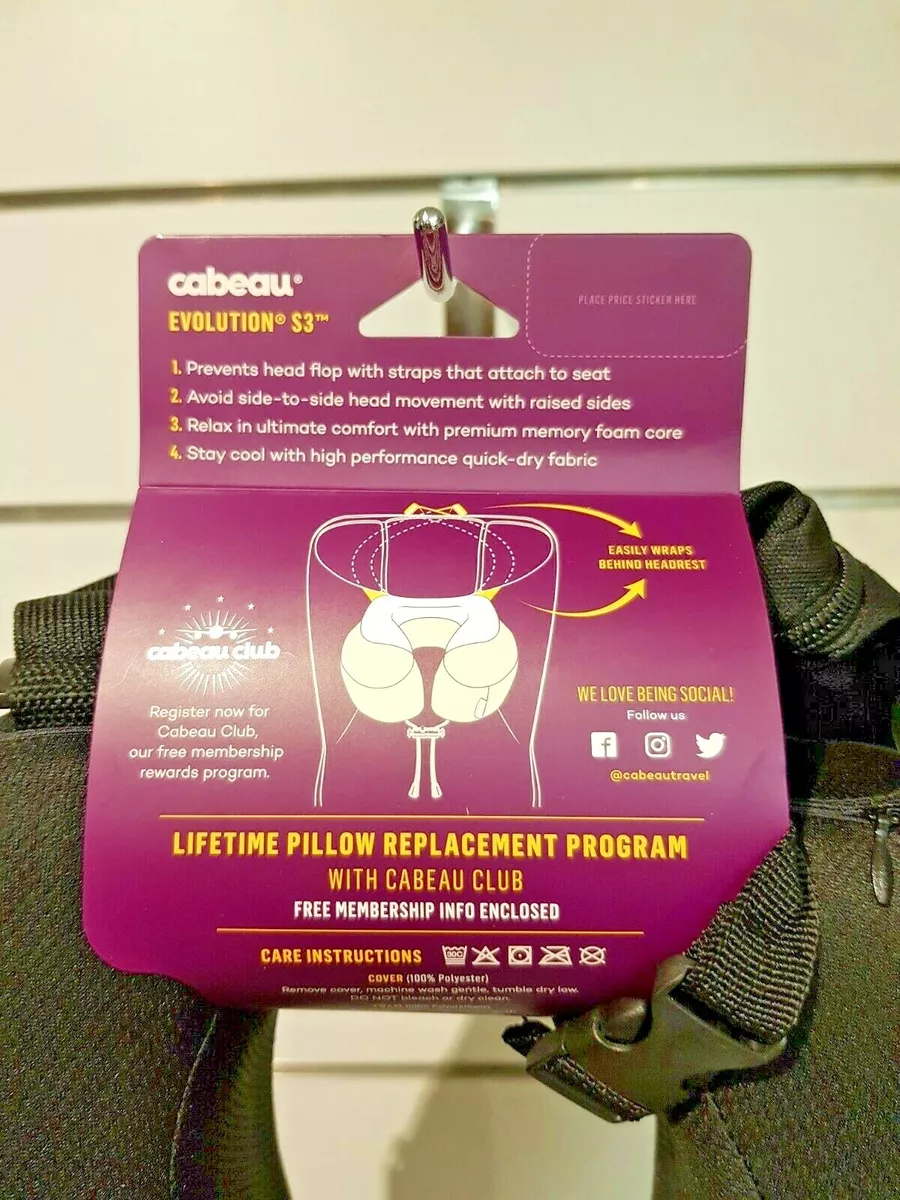 cabeau®
EVOLUTION® S3™
PLACE PRICE STICKER HERE
1. Prevents head flop with straps that attach to seat
2. Avoid side-to-side head movement with raised sides
3. Relax in ultimate comfort with premium memory foam core
4. Stay cool with high performance quick-dry fabric
EASILY WRAPS
BEHIND HEADREST
cabeau club
Register now for
Cabeau Club,
our free membership
rewards program.
WE LOVE BEING SOCIAL!
Follow us
@cabeautravel
LIFETIME PILLOW REPLACEMENT PROGRAM
WITH CABEAU CLUB
FREE MEMBERSHIP INFO ENCLOSED
CARE INSTRUCTIONS
30C
COVER (100% Polyester)
Remove cover, machine wash gentle, tumble dry low.
DO NOT bleach or dry clean.